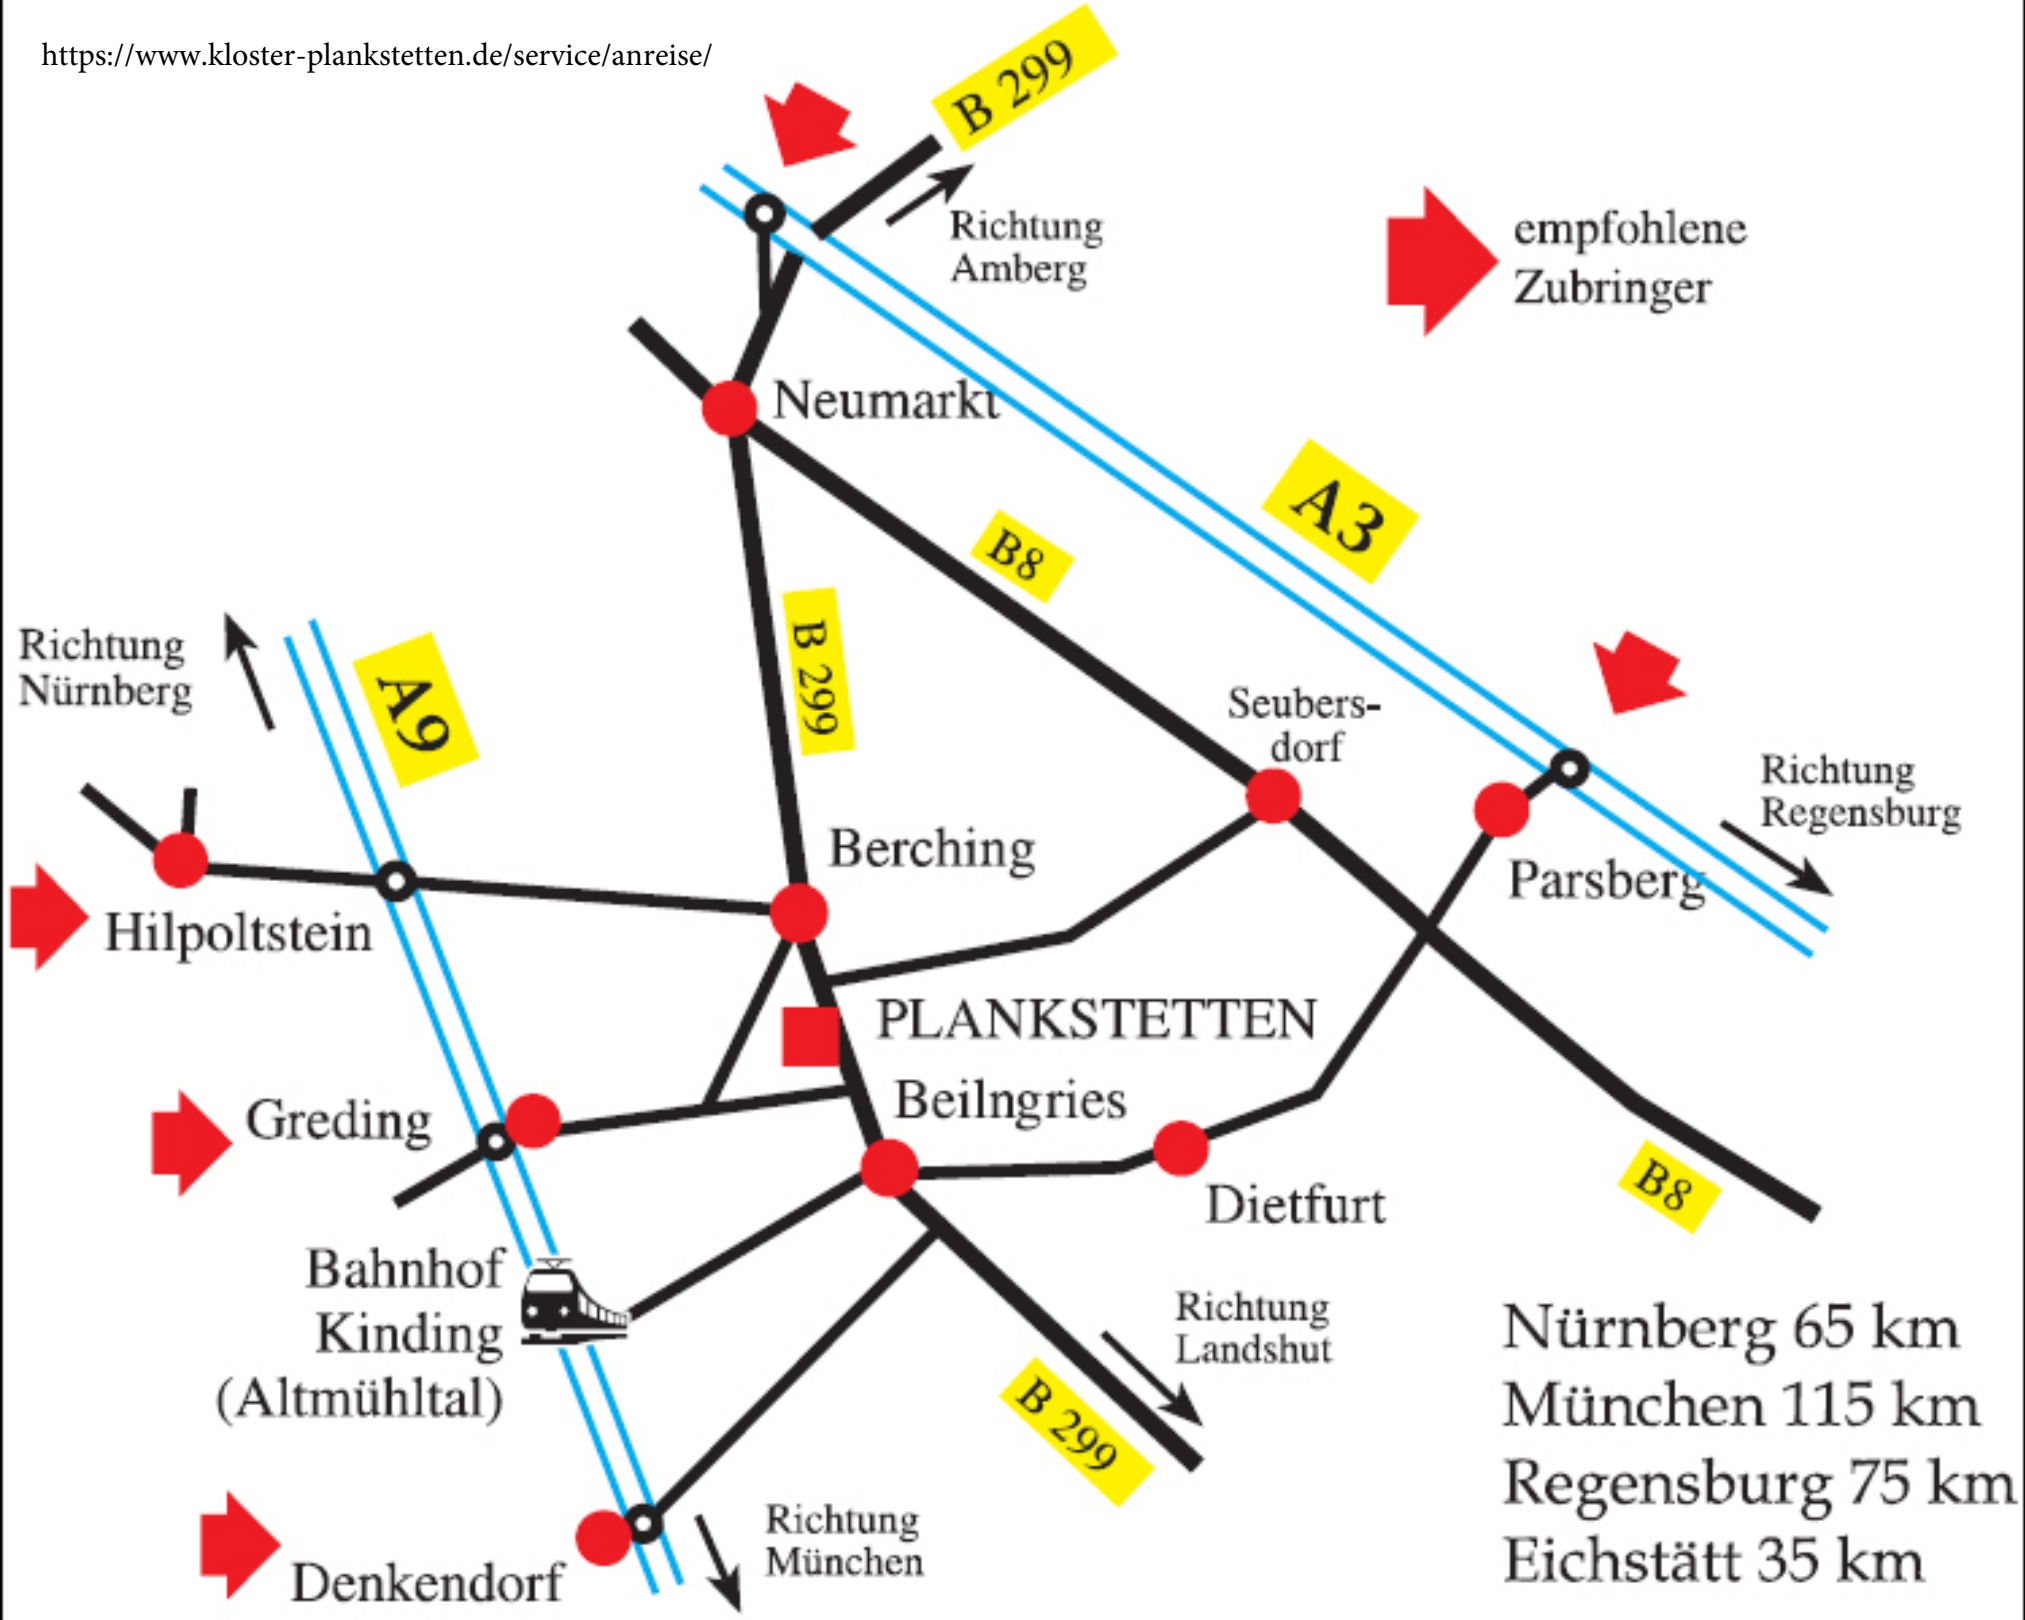 https://www.kloster-plankstetten.de/service/anreise/
B 299
Richtung
Amberg
empfohlene
Zubringer
Neumarkt
A3
B8
B 299
Richtung
Nürnberg
A9
Seubers-
dorf
Richtung
Regensburg
Berching
Parsberg
Hilpoltstein
PLANKSTETTEN
Beilngries
Greding
Dietfurt
B8
Bahnhof
Kinding
(Altmühltal)
Richtung
Landshut
B 299
Nürnberg 65 km
München 115 km
Regensburg 75 km
Eichstätt 35 km
Richtung
München
Denkendorf